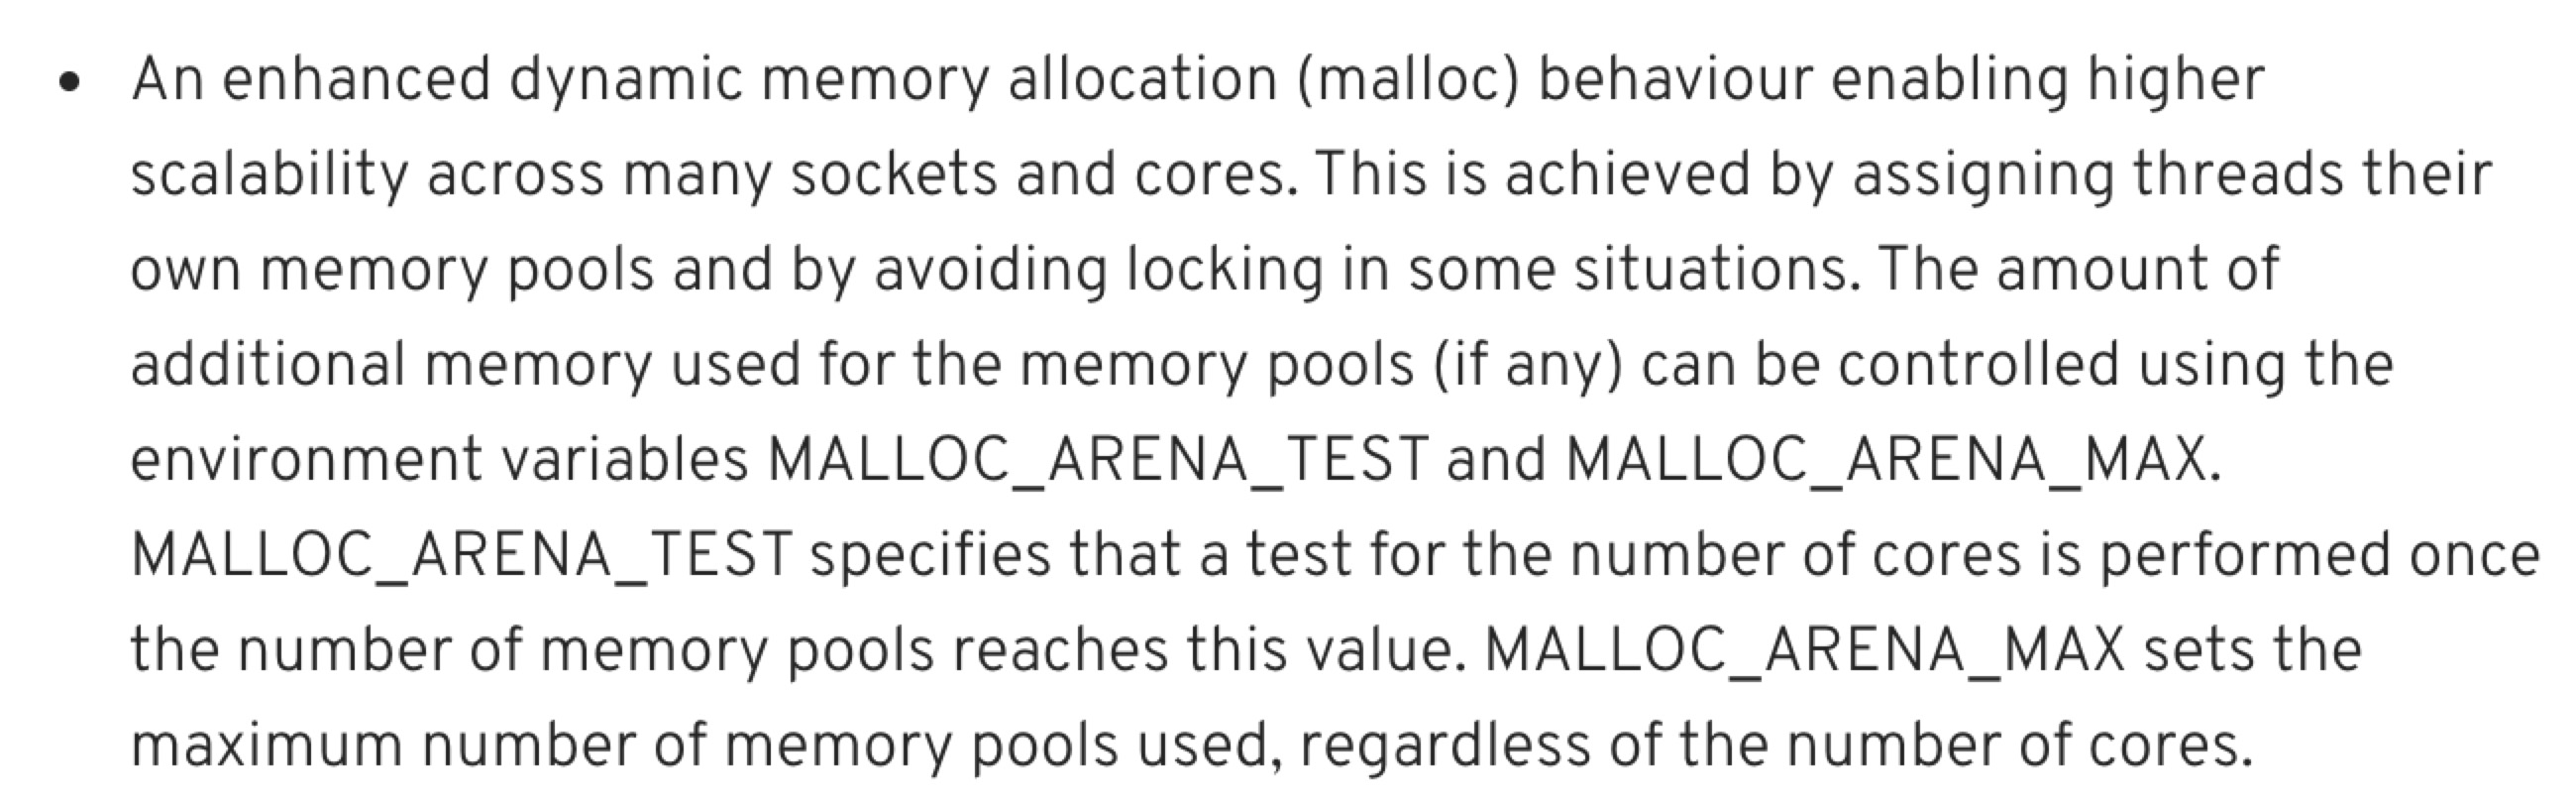 • An enhanced dynamic memory allocation (malloc) behaviour enabling higher
scalability across many sockets and cores. This is achieved by assigning threads their
own memory pools and by avoiding locking in some situations. The amount of
additional memory used for the memory pools (if any) can be controlled using the
environment variables MALLOC_ARENA_TEST and MALLOC_ARENA_MAX.
MALLOC_ARENA_TEST specifies that a test for the number of cores is performed once
the number of memory pools reaches this value. MALLOC_ARENA_MAX sets the
maximum number of memory pools used, regardless of the number of cores.